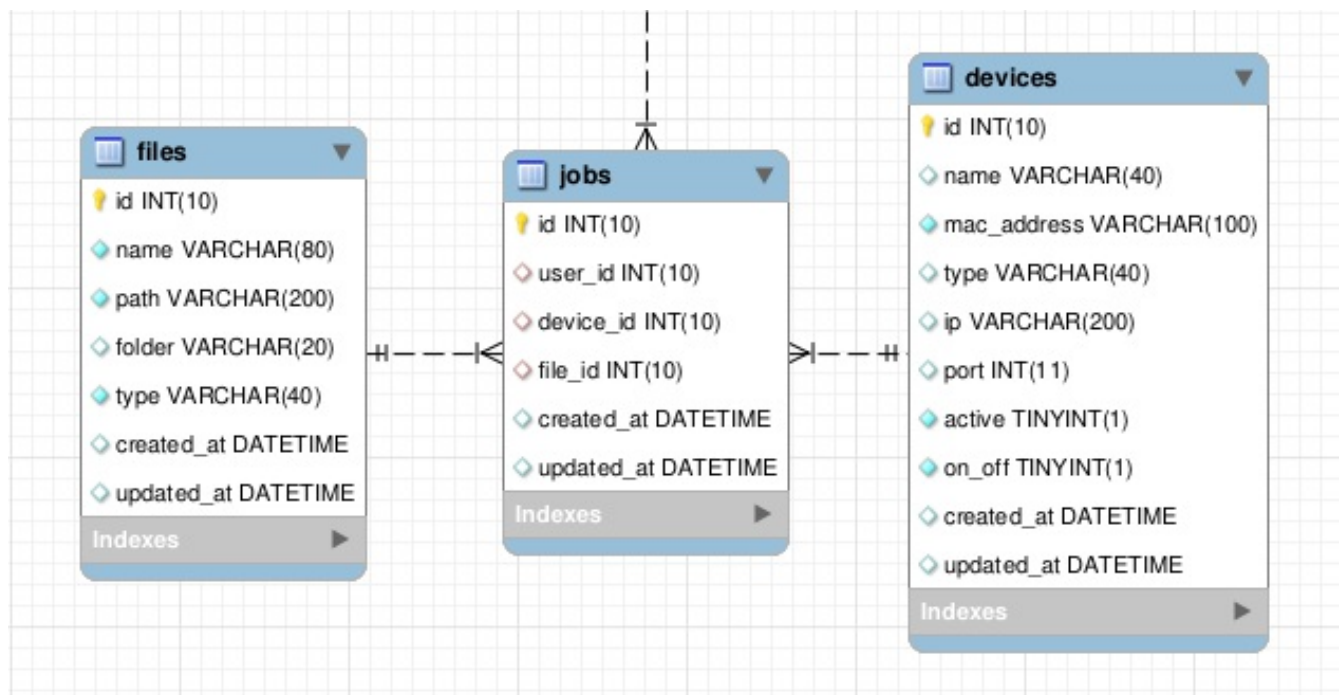 files
id INT(10)
name VARCHAR(80)
path VARCHAR(200)
folder VARCHAR(20)
type VARCHAR(40)
created_at DATETIME
updated_at DATETIME
Indexes
jobs
id INT(10)
user_id INT(10)
device_id INT(10)
file_id INT(10)
created_at DATETIME
updated_at DATETIME
Indexes
devices
id INT(10)
name VARCHAR(40)
mac_address VARCHAR(100)
type VARCHAR(40)
ip VARCHAR(200)
port INT(11)
active TINYINT(1)
on_off TINYINT(1)
created_at DATETIME
updated_at DATETIME
Indexes